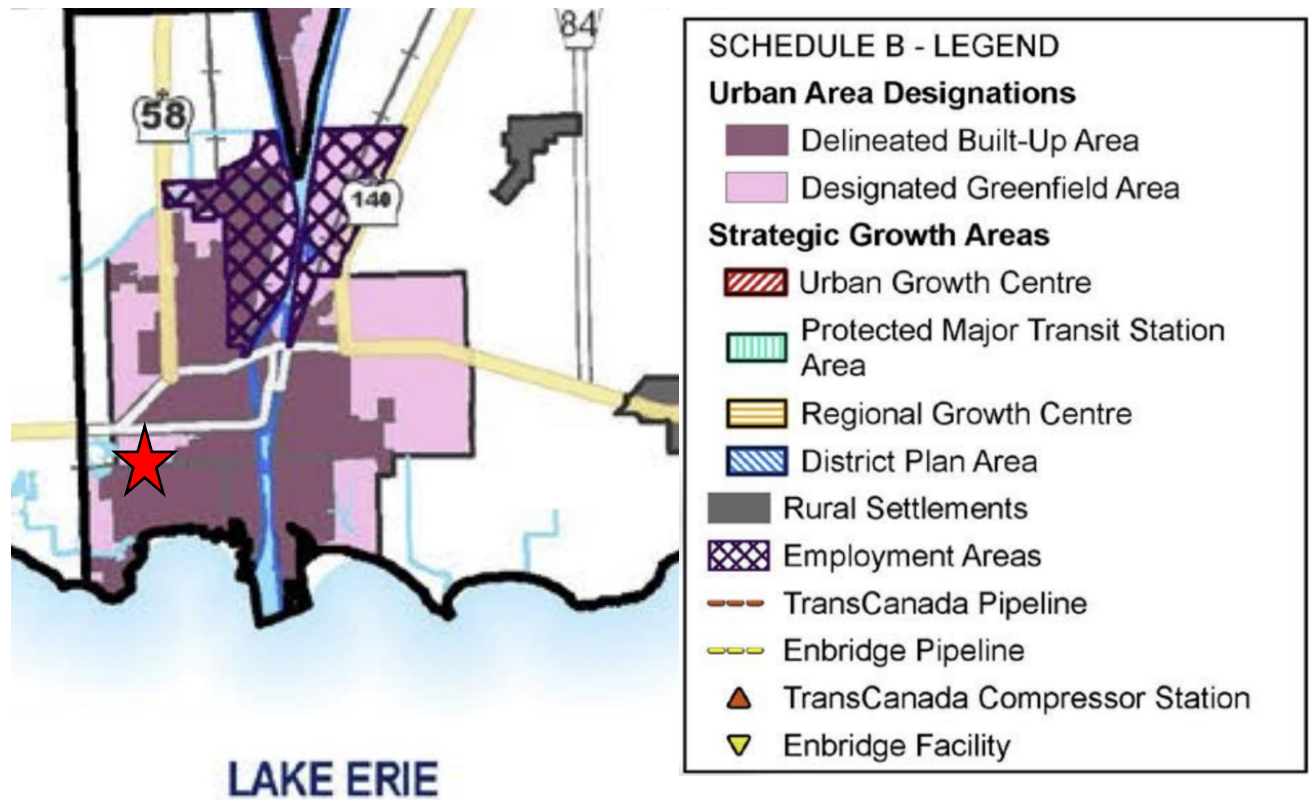 84
58
140
LAKE ERIE
SCHEDULE B - LEGEND
Urban Area Designations
Delineated Built-Up Area
Designated Greenfield Area
Strategic Growth Areas
Urban Growth Centre
Protected Major Transit Station
Area
Regional Growth Centre
District Plan Area
Rural Settlements
Employment Areas
TransCanada Pipeline
Enbridge Pipeline
TransCanada Compressor Station
Enbridge Facility